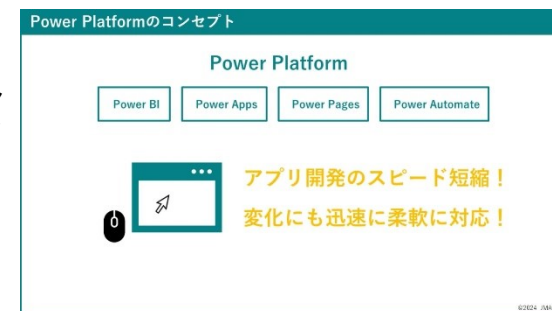 Power Platformのコンセプト
Power Platform
Power BI
Power Apps
Power Pages
Power Automate
アプリ開発のスピード短縮！
変化にも迅速に柔軟に対応！
©2024 JMA